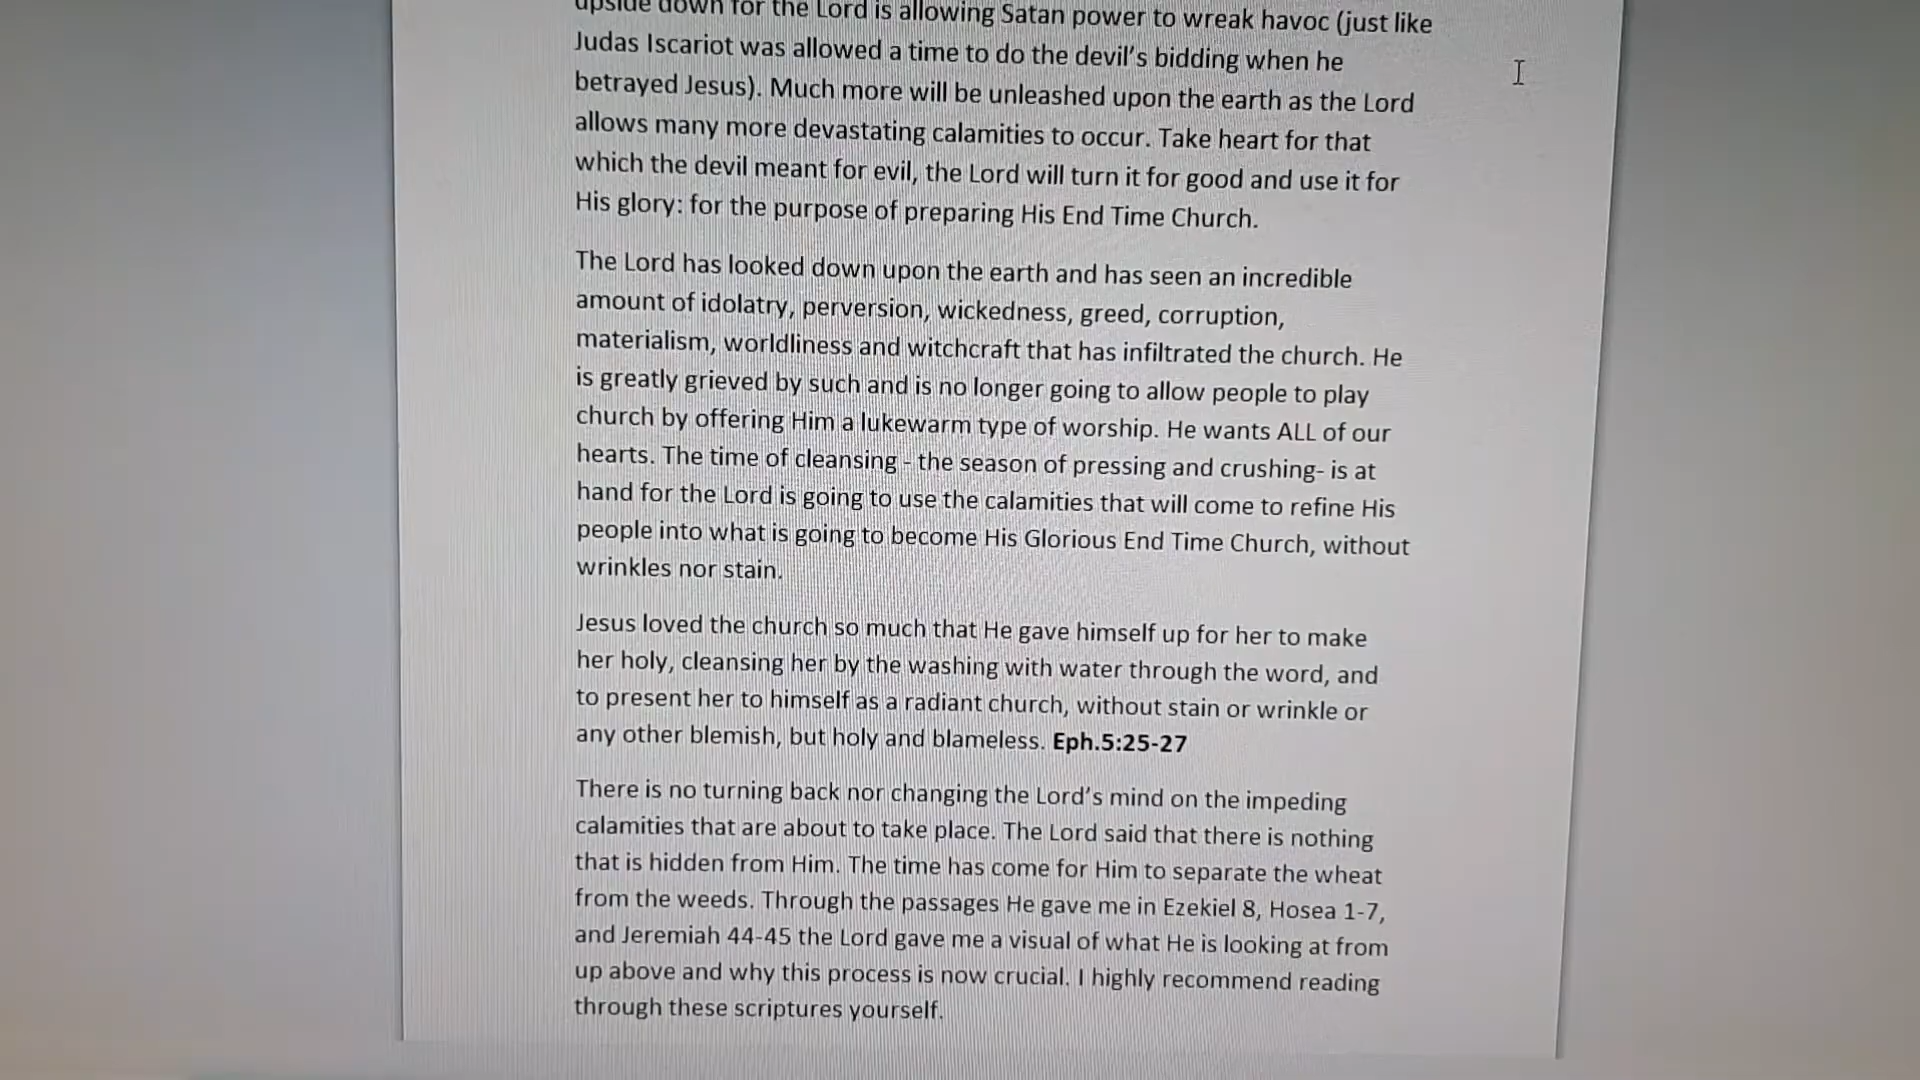 upside down for the Lord is allowing Satan power to wreak havoc (just like
Judas Iscariot was allowed a time to do the devil's bidding when he
betrayed Jesus). Much more will be unleashed upon the earth as the Lord
allows many more devastating calamities to occur. Take heart for that
which the devil meant for evil, the Lord will turn it for good and use it for
His glory: for the purpose of preparing His End Time Church.
The Lord has looked down upon the earth and has seen an incredible
amount of idolatry, perversion, wickedness, greed, corruption,
materialism, worldliness and witchcraft that has infiltrated the church. He
is greatly grieved by such and is no longer going to allow people to play
church by offering Him a lukewarm type of worship. He wants ALL of our
hearts. The time of cleansing - the season of pressing and crushing- is at
hand for the Lord is going to use the calamities that will come to refine His
people into what is going to become His Glorious End Time Church, without
wrinkles nor stain.
Jesus loved the church so much that He gave himself up for her to make
her holy, cleansing her by the washing with water through the word, and
to present her to himself as a radiant church, without stain or wrinkle or
any other blemish, but holy and blameless. Eph.5:25-27
There is no turning back nor changing the Lord's mind on the impeding
calamities that are about to take place. The Lord said that there is nothing
that is hidden from Him. The time has come for Him to separate the wheat
from the weeds. Through the passages He gave me in Ezekiel 8, Hosea 1-7,
and Jeremiah 44-45 the Lord gave me a visual of what He is looking at from
up above and why this process is now crucial. I highly recommend reading
through these scriptures yourself.